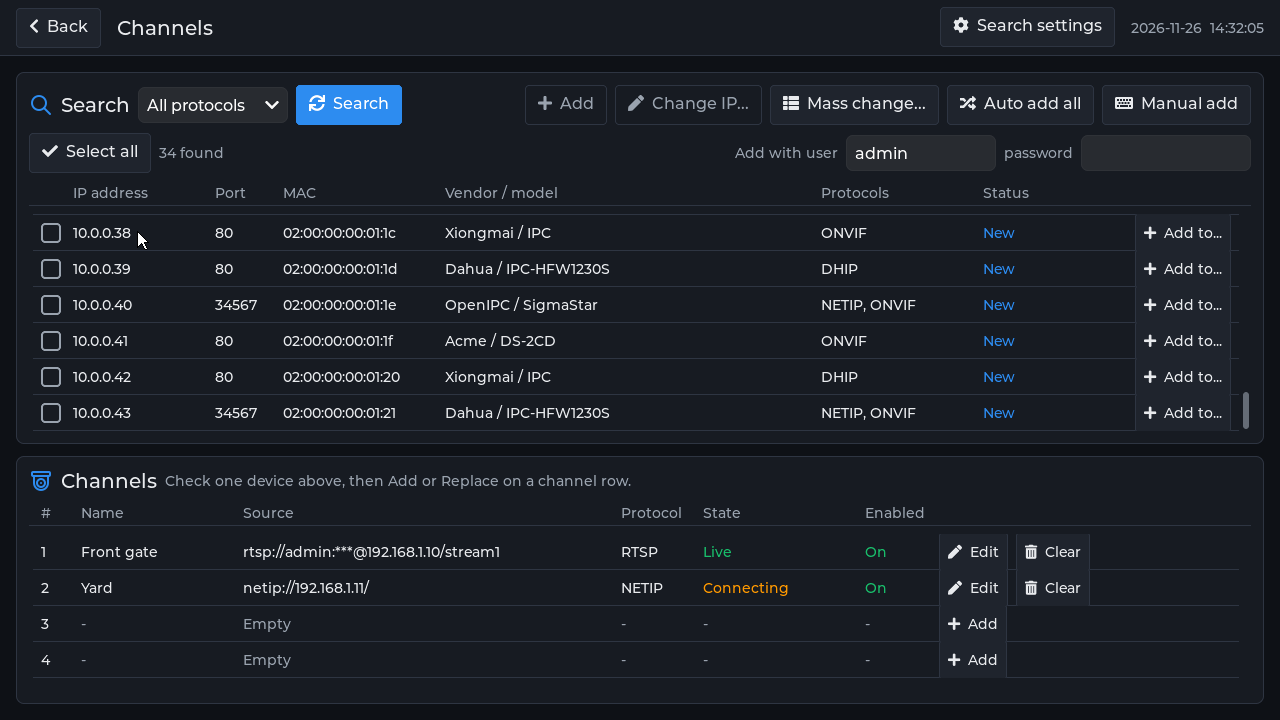 Back Channels Search settings 2026-11-26 14:32:05
Search All protocols Search Add Change IP... Mass change... Auto add all Manual add
Select all 34 found Add with user admin password
IP address Port MAC Vendor / model Protocols Status
10.0.0.38 80 02:00:00:00:01:1c Xiongmai / IPC ONVIF New Add to...
10.0.0.39 80 02:00:00:00:01:1d Dahua / IPC-HFW1230S DHIP New Add to...
10.0.0.40 34567 02:00:00:00:01:1e OpenIPC / SigmaStar NETIP, ONVIF New Add to...
10.0.0.41 80 02:00:00:00:01:1f Acme / DS-2CD ONVIF New Add to...
10.0.0.42 80 02:00:00:00:01:20 Xiongmai / IPC DHIP New Add to...
10.0.0.43 34567 02:00:00:00:01:21 Dahua / IPC-HFW1230S NETIP, ONVIF New Add to...
Channels Check one device above, then Add or Replace on a channel row.
# Name Source Protocol State Enabled
1 Front gate rtsp://admin:***@192.168.1.10/stream1 RTSP Live On Edit Clear
2 Yard netip://192.168.1.11/ NETIP Connecting On Edit Clear
3 - Empty - - - Add
4 - Empty - - - Add